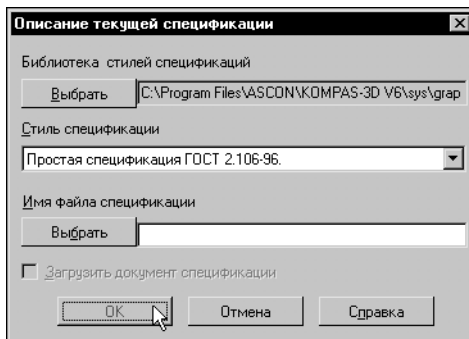 Описание текущей спецификации
Библиотека стилей спецификаций
Выбрать C:\Program Files\ASCON\KOMPAS-3D V6\sys\grap
Стиль спецификации
Простая спецификация ГОСТ 2.106-96.
Имя файла спецификации
Выбрать
Загрузить документ спецификации
OK Отмена Справка